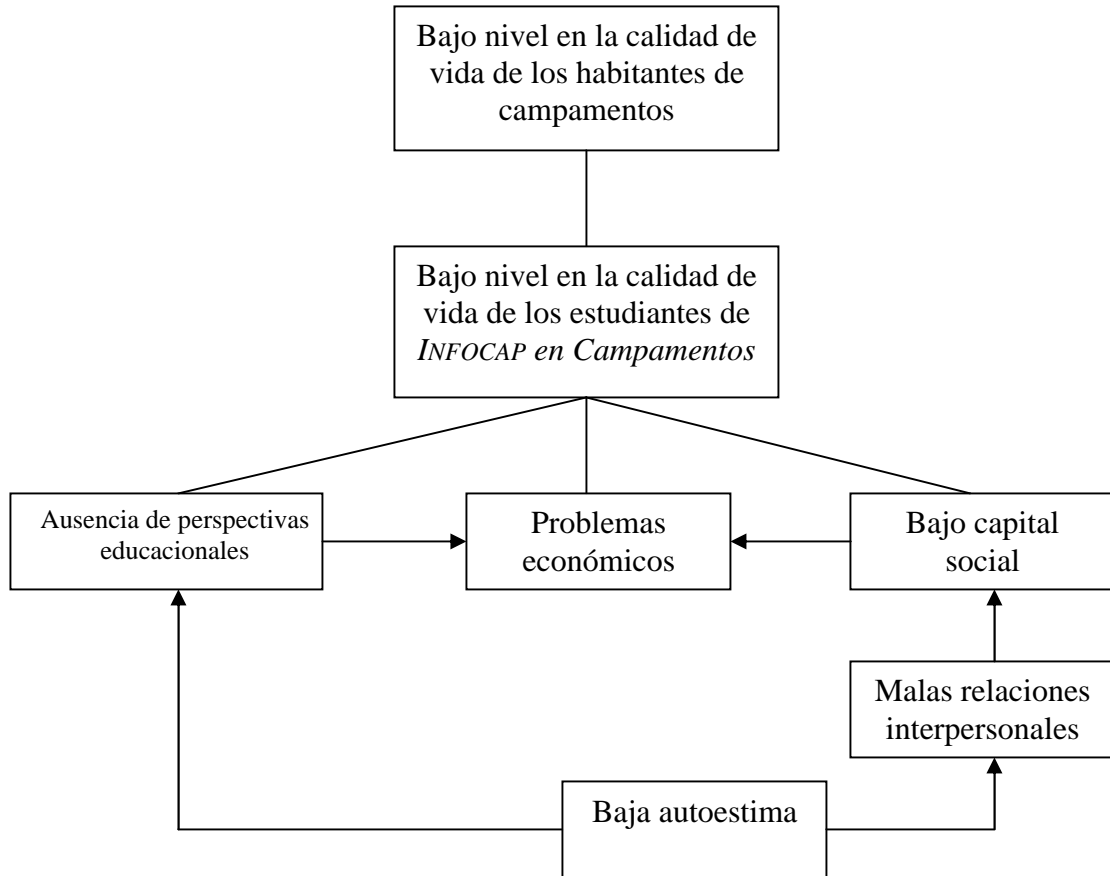 Bajo nivel en la calidad de
vida de los habitantes de
campamentos
Bajo nivel en la calidad de
vida de los estudiantes de
INFOCAP en Campamentos
Ausencia de perspectivas
educacionales
Problemas
económicos
Bajo capital
social
Malas relaciones
interpersonales
Baja autoestima